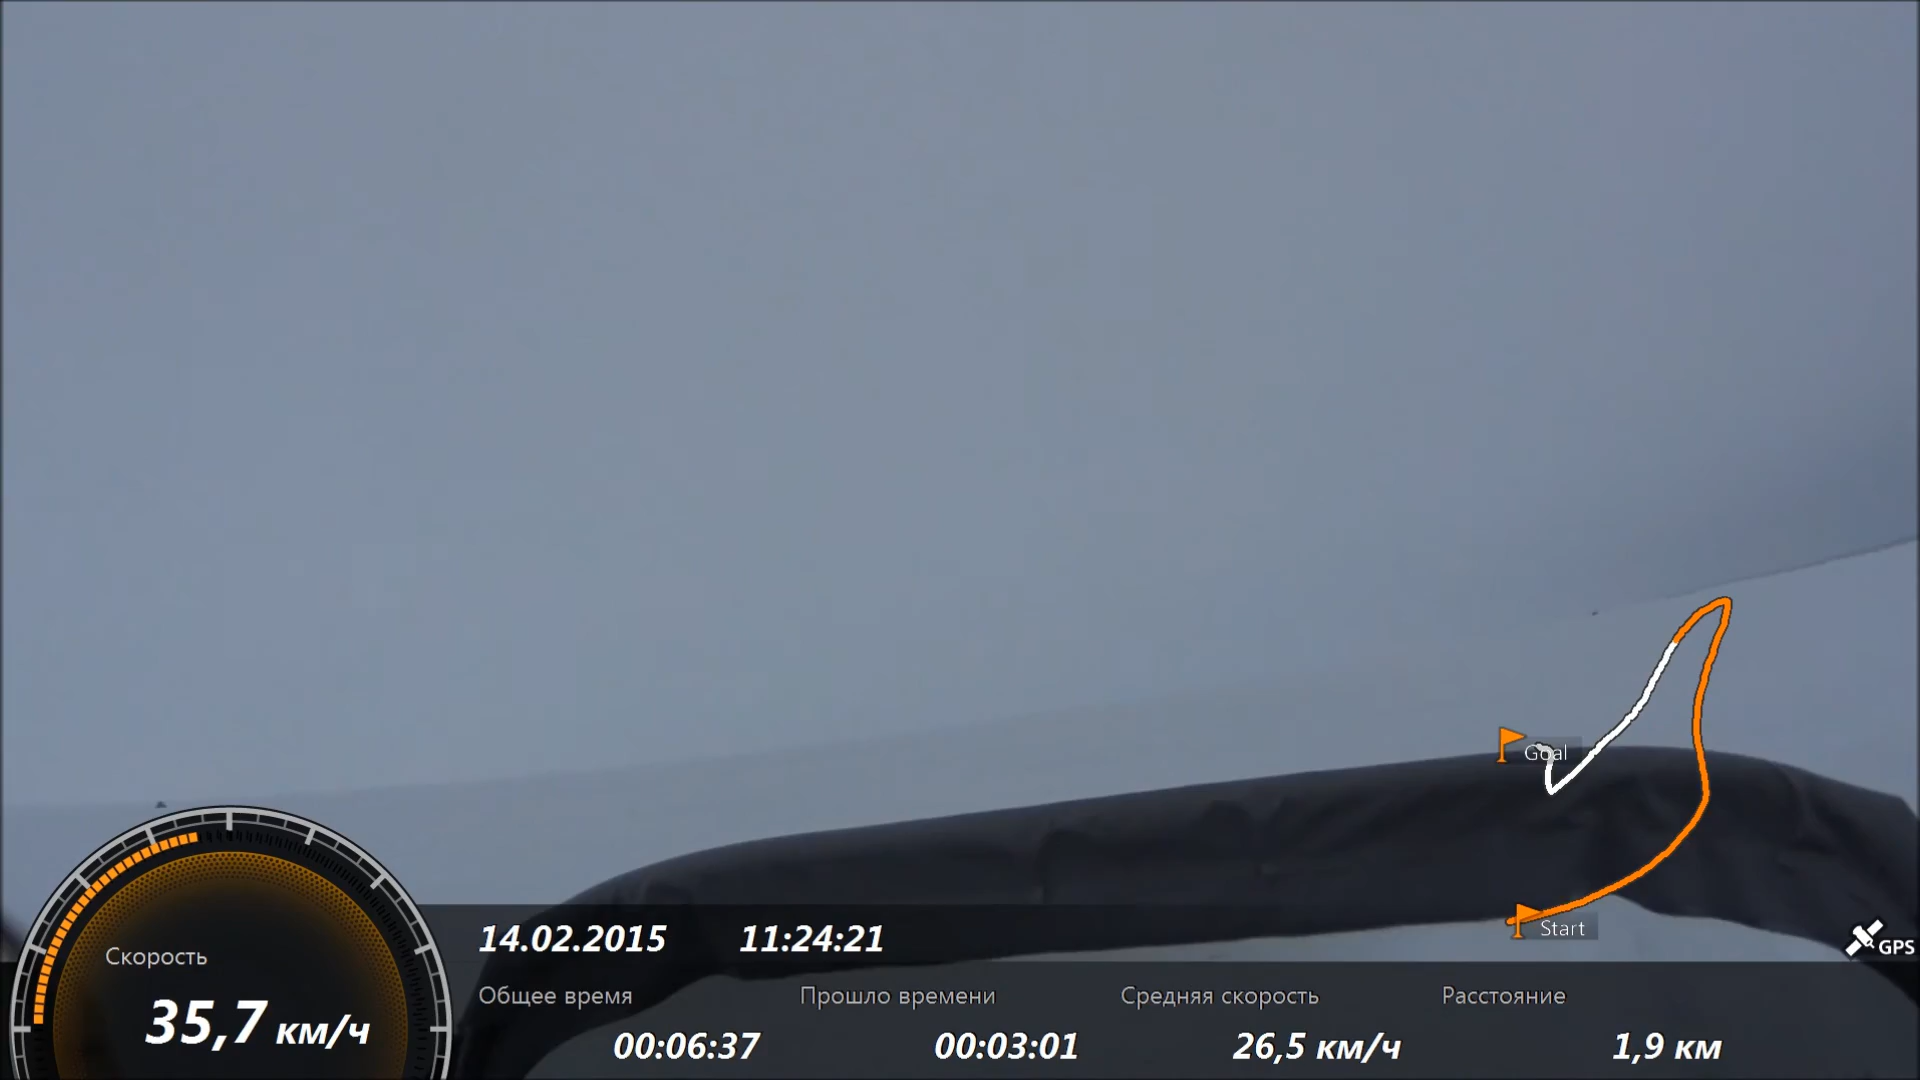 Goal
Start
GPS
14.02.2015 11:24:21
Скорость
35,7 км/ч
Общее время Прошло времени Средняя скорость Расстояние
00:06:37 00:03:01 26,5 км/ч 1,9 км